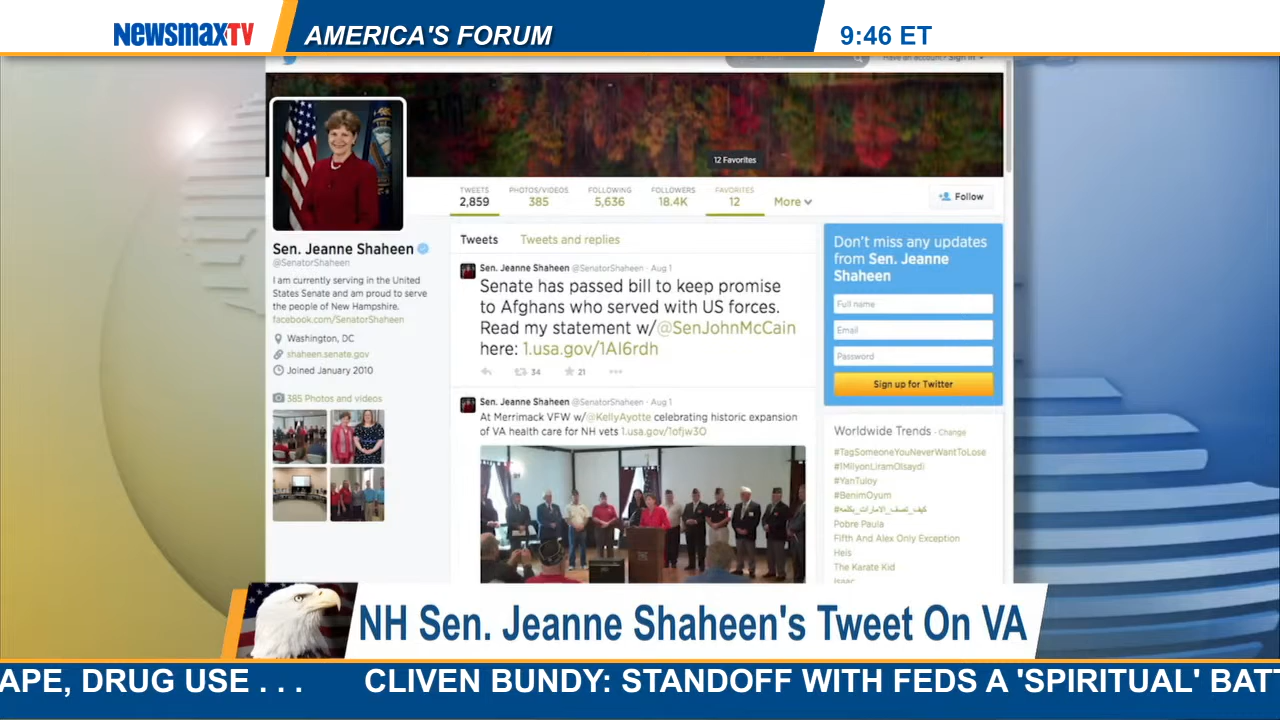 NEWSMAXTV
AMERICA'S FORUM
9:46 ET
Have an account? Sign in
12 Favorites
TWEETS
2,859
PHOTOS/VIDEOS
385
FOLLOWING
5,636
FOLLOWERS
18.4K
FAVORITES
12
More
Follow
Sen. Jeanne Shaheen
@SenatorShaheen
I am currently serving in the United
States Senate and am proud to serve
the people of New Hampshire.
facebook.com/SenatorShaheen
Washington, DC
shaheen.senate.gov
Joined January 2010
385 Photos and videos
Tweets Tweets and replies
Sen. Jeanne Shaheen @SenatorShaheen · Aug 1
Senate has passed bill to keep promise
to Afghans who served with US forces.
Read my statement w/@SenJohnMcCain
here: 1.usa.gov/1AI6rdh
34 21
Sen. Jeanne Shaheen @SenatorShaheen · Aug 1
At Merrimack VFW w/@KellyAyotte celebrating historic expansion
of VA health care for NH vets 1.usa.gov/1ofjw3O
Don't miss any updates
from Sen. Jeanne
Shaheen
Full name
Email
Password
Sign up for Twitter
Worldwide Trends · Change
#TagSomeoneYouNeverWantToLose
#1MilyonLiramOlsaydi
#YanTuloy
#BenimOyum
#كيف_تصف_الامارات_بكلمه
Pobre Paula
Fifth And Alex Only Exception
Heis
The Karate Kid
Isaac
NH Sen. Jeanne Shaheen's Tweet On VA
APE, DRUG USE . . . CLIVEN BUNDY: STANDOFF WITH FEDS A 'SPIRITUAL' BATT